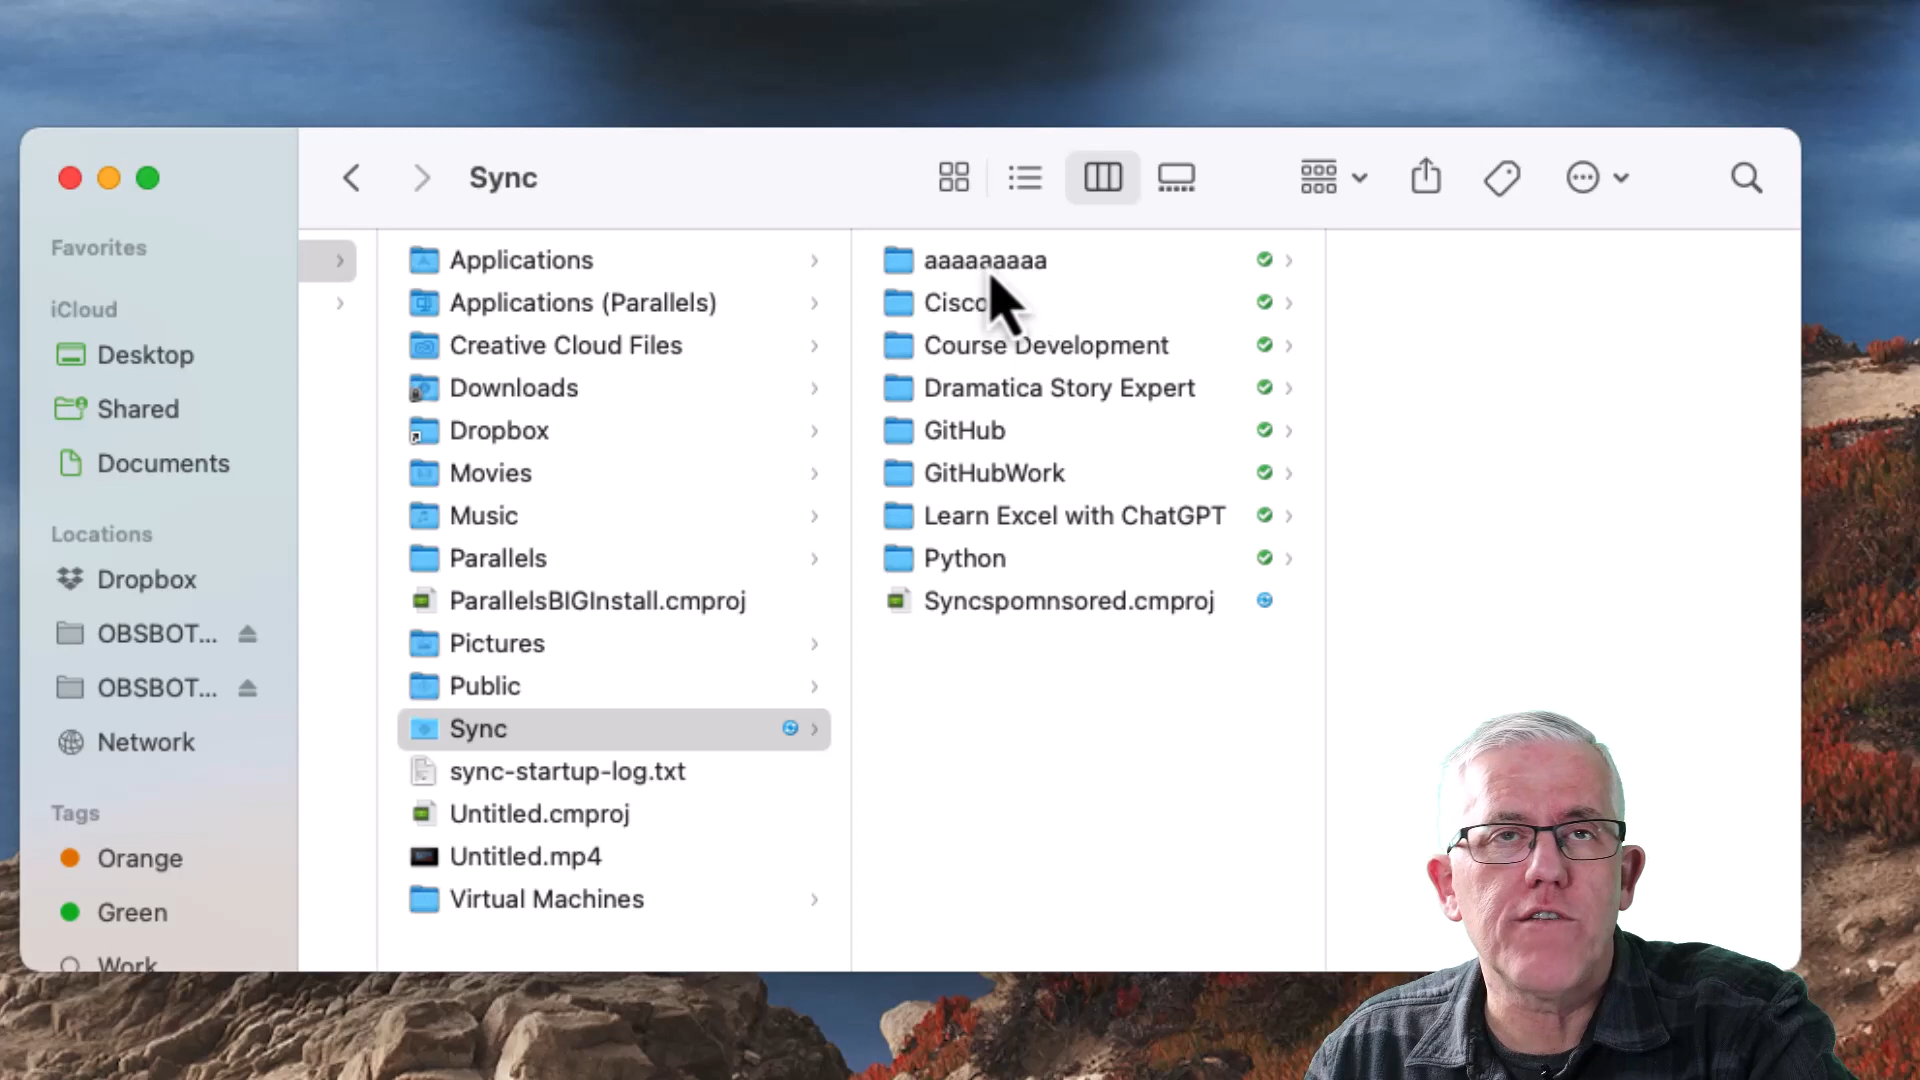 Sync
Favorites
iCloud
Desktop
Shared
Documents
Locations
Dropbox
OBSBOT...
OBSBOT...
Network
Tags
Orange
Green
Work
Applications
Applications (Parallels)
Creative Cloud Files
Downloads
Dropbox
Movies
Music
Parallels
ParallelsBIGInstall.cmproj
Pictures
Public
Sync
sync-startup-log.txt
Untitled.cmproj
Untitled.mp4
Virtual Machines
aaaaaaaaa
Cisco
Course Development
Dramatica Story Expert
GitHub
GitHubWork
Learn Excel with ChatGPT
Python
Syncspomnsored.cmproj